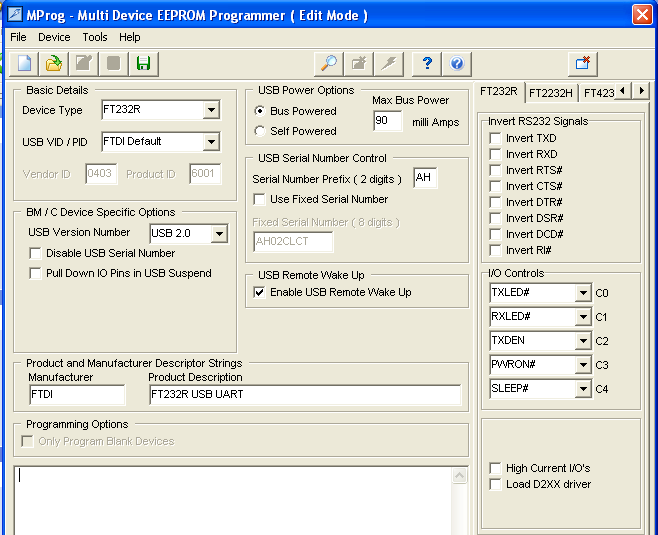 MProg - Multi Device EEPROM Programmer ( Edit Mode )
File Device Tools Help
Basic Details
Device Type FT232R
USB VID / PID FTDI Default
Vendor ID 0403 Product ID 6001
BM / C Device Specific Options
USB Version Number USB 2.0
Disable USB Serial Number
Pull Down IO Pins in USB Suspend
USB Power Options
Bus Powered
Self Powered
Max Bus Power
90 milli Amps
USB Serial Number Control
Serial Number Prefix ( 2 digits ) AH
Use Fixed Serial Number
Fixed Serial Number ( 8 digits )
AH02CLCT
USB Remote Wake Up
Enable USB Remote Wake Up
Product and Manufacturer Descriptor Strings
Manufacturer Product Description
FTDI FT232R USB UART
Programming Options
Only Program Blank Devices
FT232R FT2232H FT423
Invert RS232 Signals
Invert TXD
Invert RXD
Invert RTS#
Invert CTS#
Invert DTR#
Invert DSR#
Invert DCD#
Invert RI#
I/O Controls
TXLED# C0
RXLED# C1
TXDEN C2
PWRON# C3
SLEEP# C4
High Current I/O's
Load D2XX driver